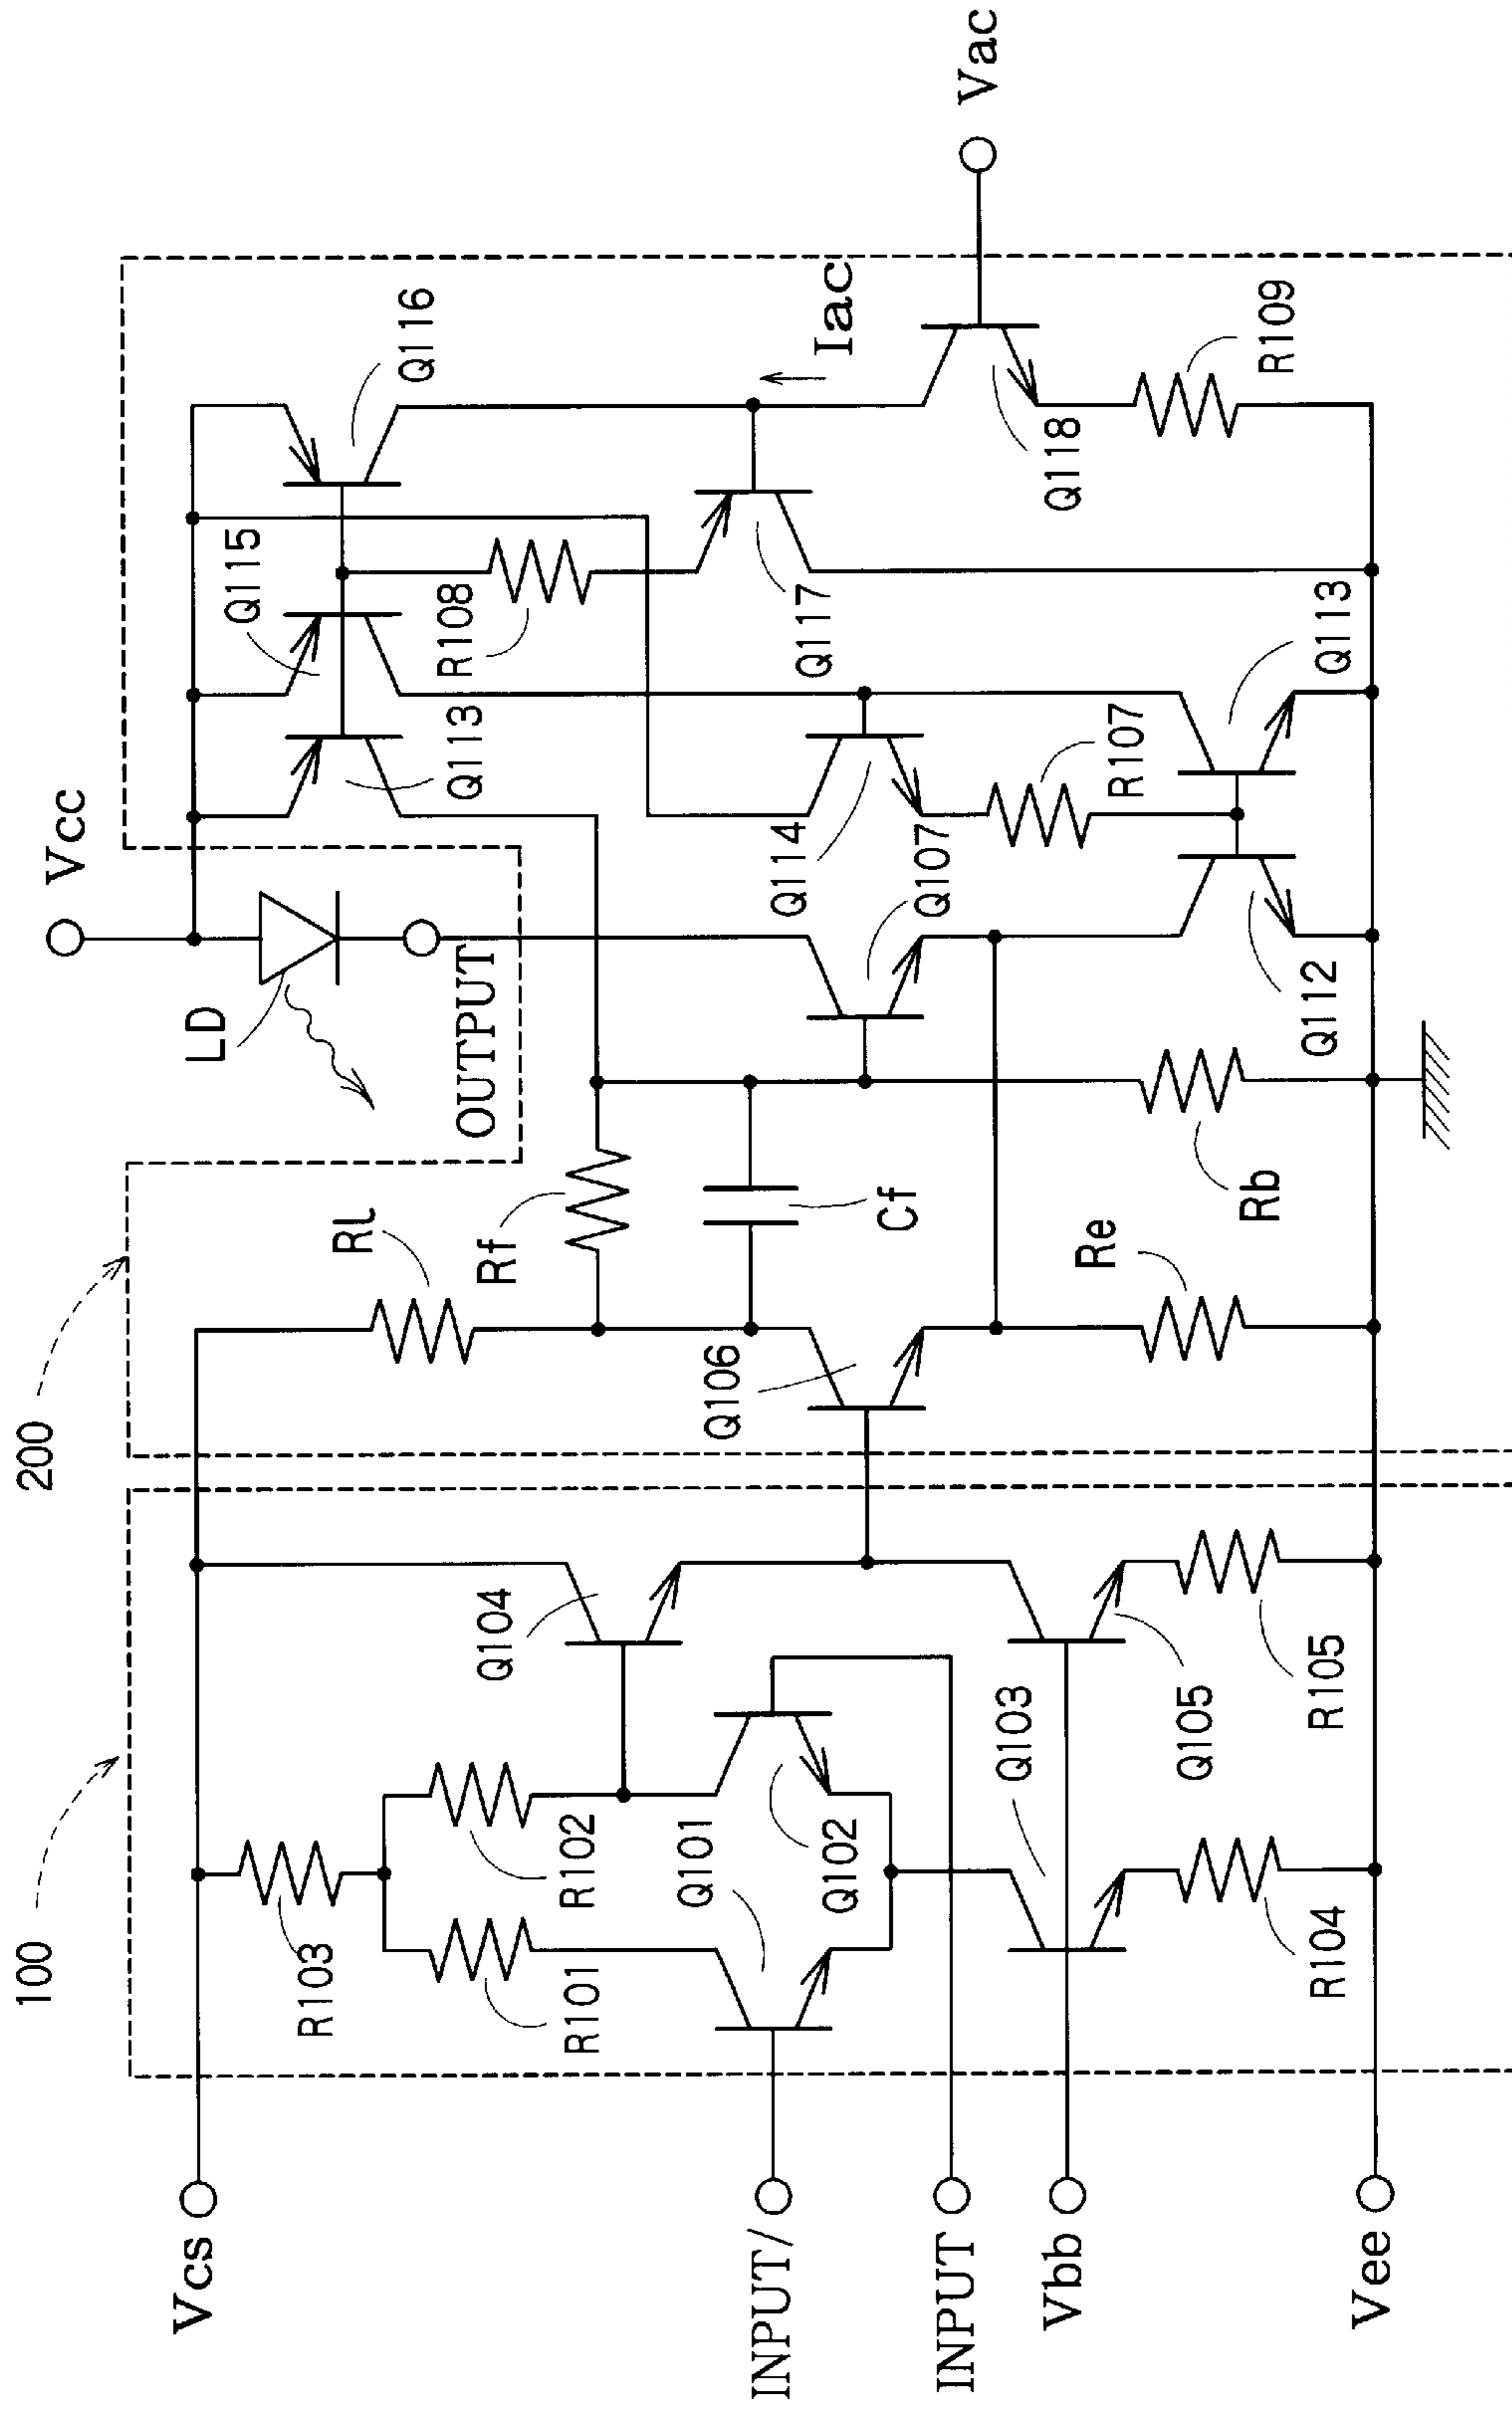 100
200
Vcs
Vcc
Vac
INPUT/
INPUT
Vbb
Vee
R103
R101
R102
Q101
Q102
Q103
Q104
Q105
R104
R105
Rl
Rf
Cf
Q106
Re
Rb
LD
OUTPUT
Q113
Q115
Q116
R108
Q117
Iac
Q118
R109
Q114
Q107
R107
Q113
Q112